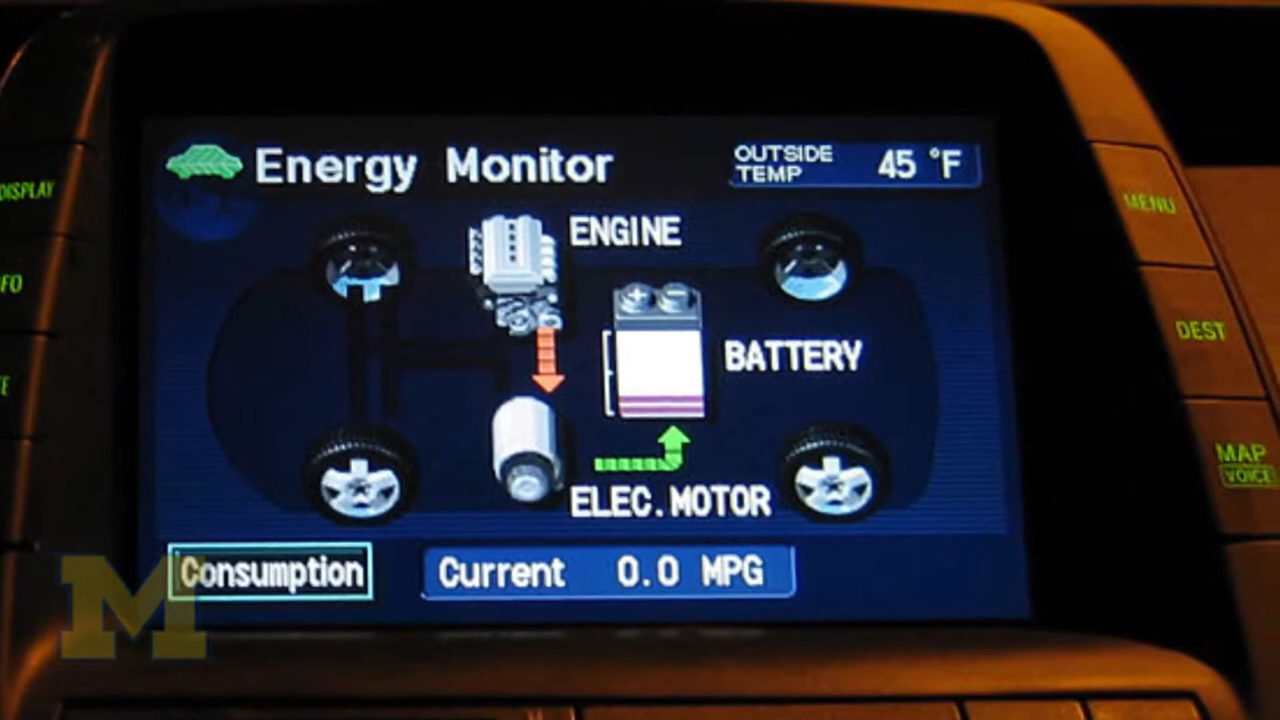 Energy Monitor
OUTSIDE
TEMP
45 °F
DISPLAY
MENU
ENGINE
FO
DEST
BATTERY
E
MAP
VOICE
ELEC.MOTOR
Consumption
Current 0.0 MPG
M